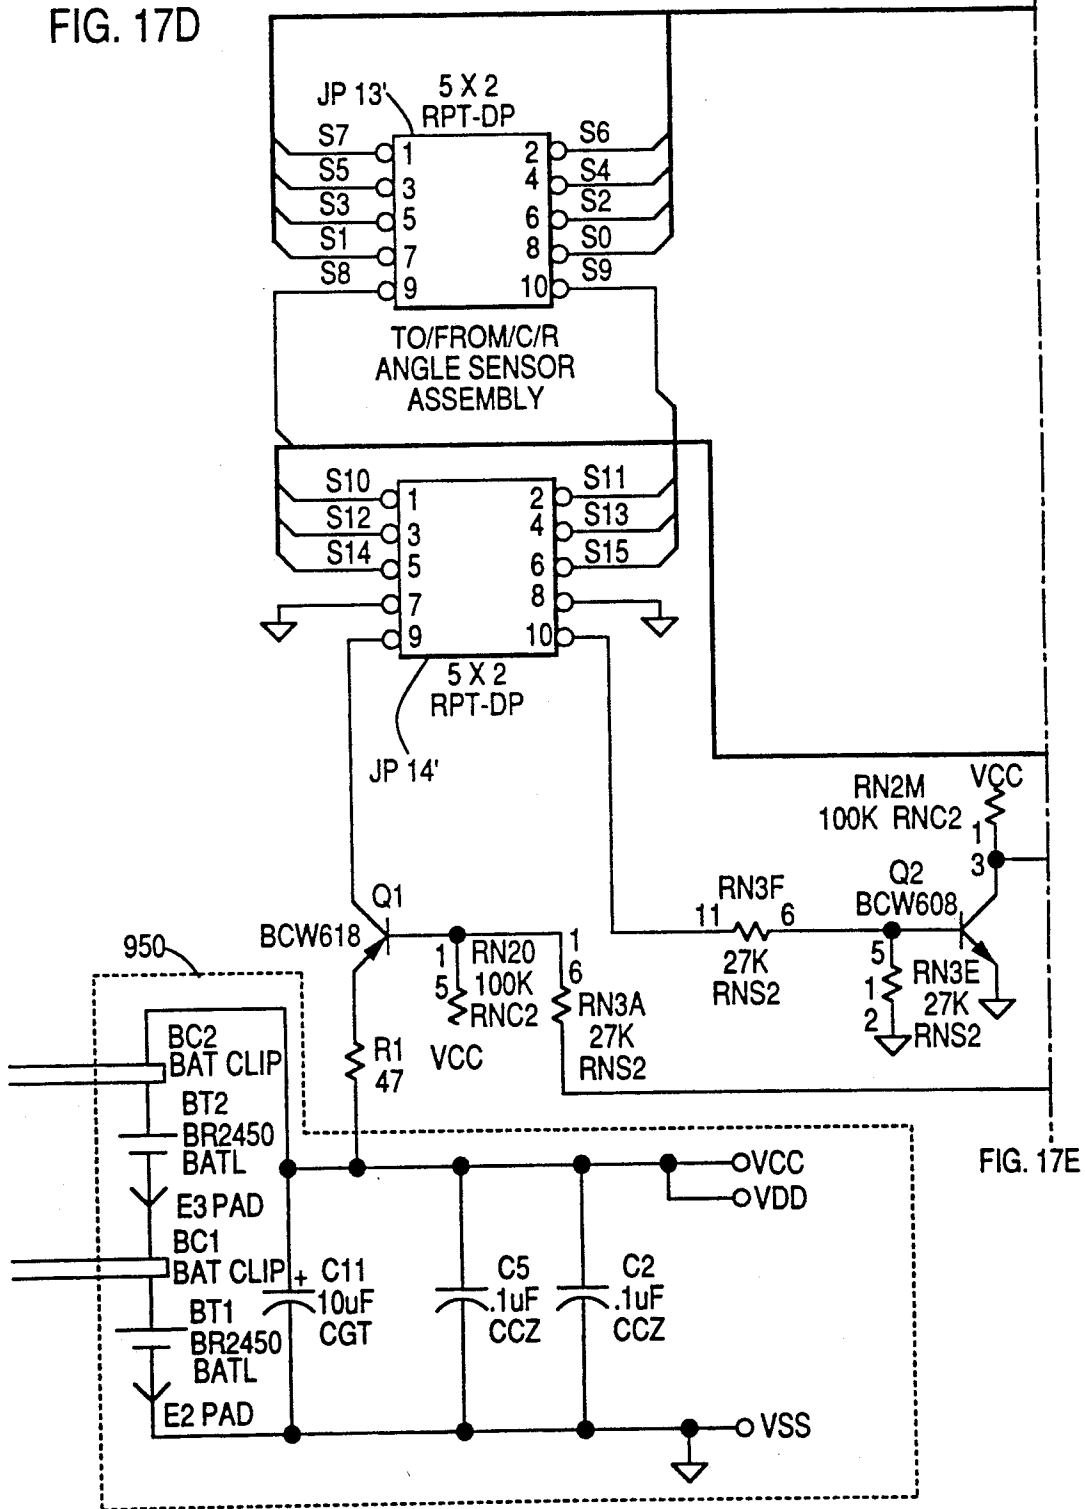 FIG. 17D
JP 13'
5 X 2
RPT-DP
S7 1 2 S6
S5 3 4 S4
S3 5 6 S2
S1 7 8 S0
S8 9 10 S9
TO/FROM/C/R
ANGLE SENSOR
ASSEMBLY
S10 1 2 S11
S12 3 4 S13
S14 5 6 S15
7 8
9 10
5 X 2
RPT-DP
JP 14'
RN2M
100K RNC2
VCC
1
3
Q1
BCW618
1
5
RN20
100K
RNC2
VCC
1
6
RN3A
27K
RNS2
RN3F
11 6
27K
RNS2
Q2
BCW608
5
1
2
RN3E
27K
RNS2
R1
47
950
BC2
BAT CLIP
BT2
BR2450
BATL
E3 PAD
BC1
BAT CLIP
BT1
BR2450
BATL
E2 PAD
+ C11
10uF
CGT
C5
.1uF
CCZ
C2
.1uF
CCZ
VCC
VDD
VSS
FIG. 17E